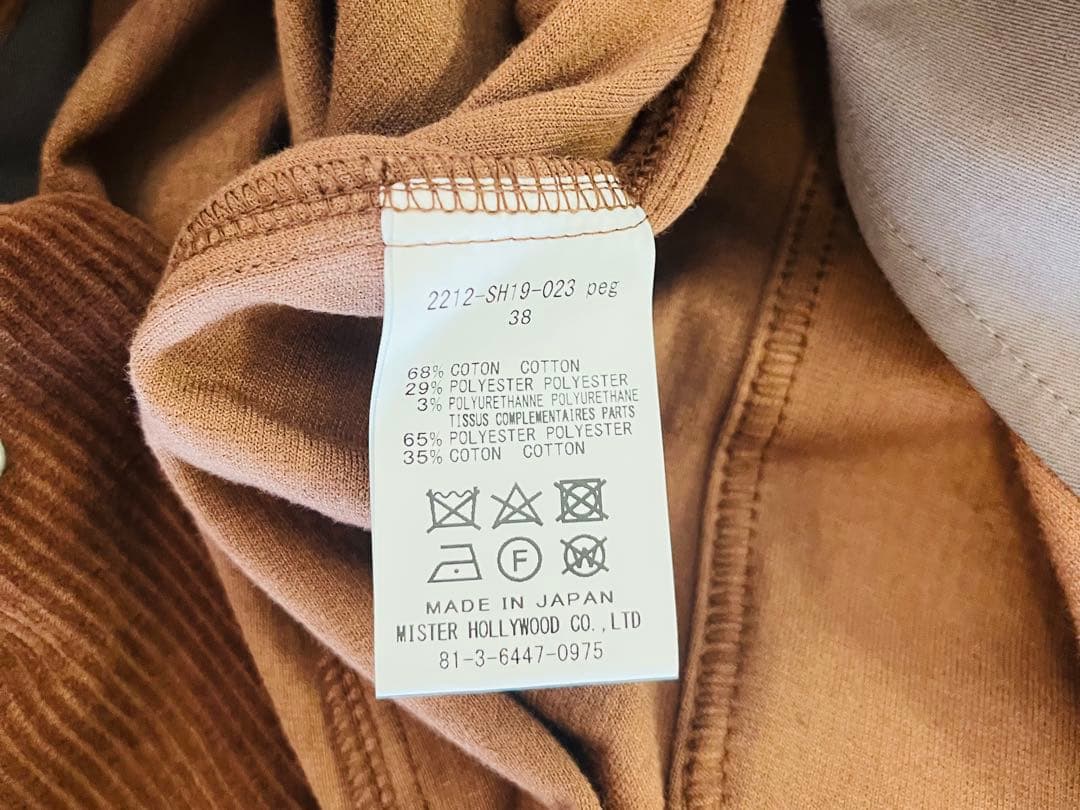 2212-SH19-023 peg
38
68% COTON COTTON
29% POLYESTER POLYESTER
3% POLYURETHANNE POLYURETHANE
TISSUS COMPLEMENTAIRES PARTS
65% POLYESTER POLYESTER
35% COTON COTTON
F W
MADE IN JAPAN
MISTER HOLLYWOOD CO.,LTD
81-3-6447-0975